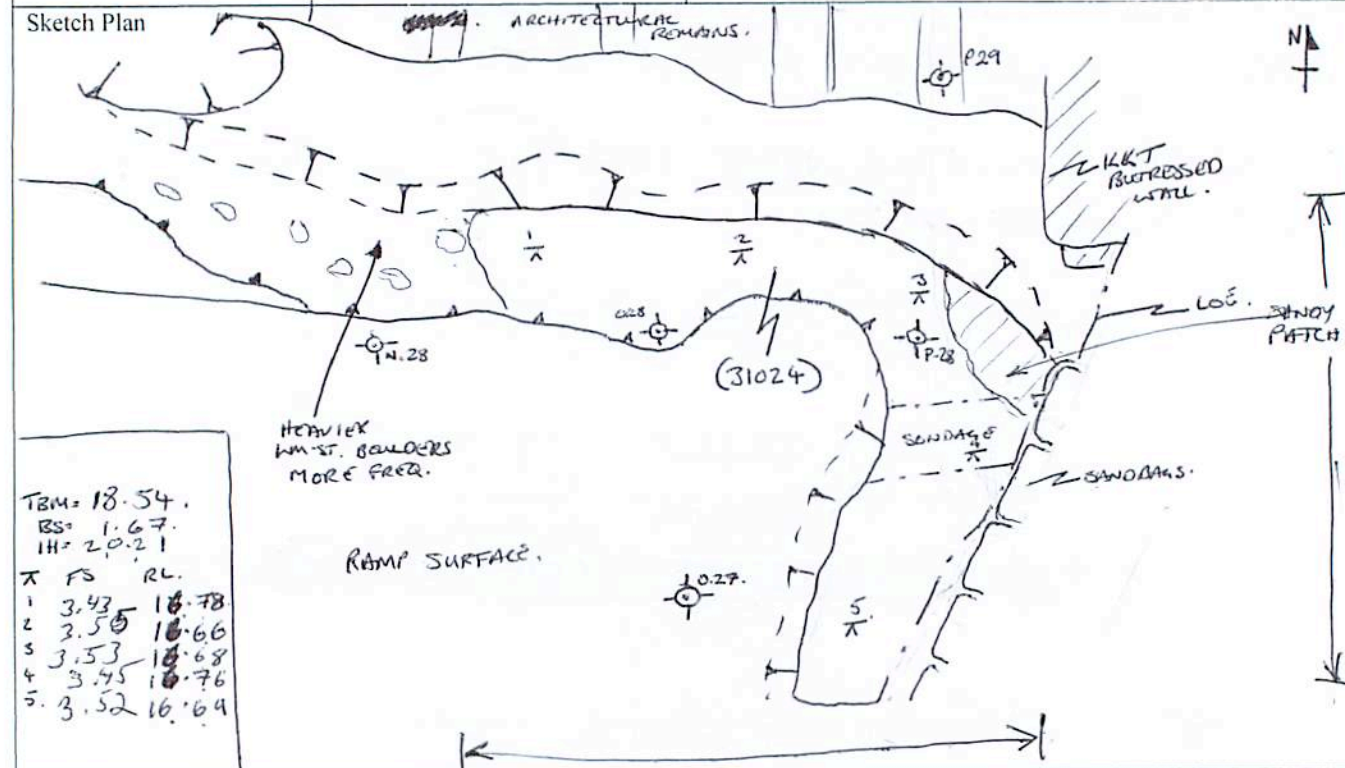 Sketch Plan
ARCHITECTURAL
REMAINS.
P.29
N
KKT
BUTRESSED
WALL.
LOE.
SANDY
PATCH
1
2
3
028
N.28
P.28
(31024)
HEAVIER
LM-ST. BOULDERS
MORE FREQ.
SONDAGE
4
SANDBAGS.
RAMP SURFACE.
O.27.
5
TBM= 18.54.
BS= 1.67.
IH= 20.21
⊼ FS RL.
1 3.43 16.78
2 3.55 16.66
3 3.53 16.68
4 3.45 16.76
5. 3.52 16.69